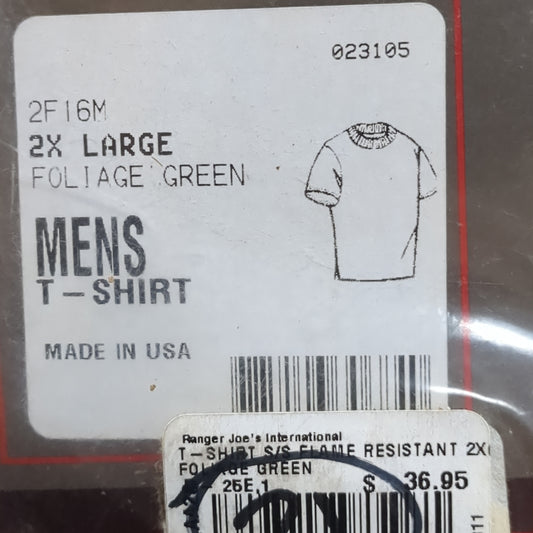 023105
2F16M
2X LARGE
FOLIAGE GREEN
MENS
T-SHIRT
MADE IN USA
Ranger Joe's International
T-SHIRT S/S FLAME RESISTANT 2X
FOLIAGE GREEN
25E,1 $ 36.95